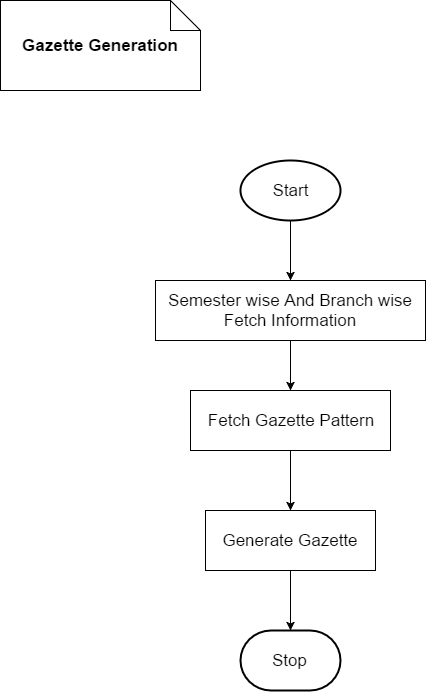 Gazette Generation
Start
Semester wise And Branch wise
Fetch Information
Fetch Gazette Pattern
Generate Gazette
Stop